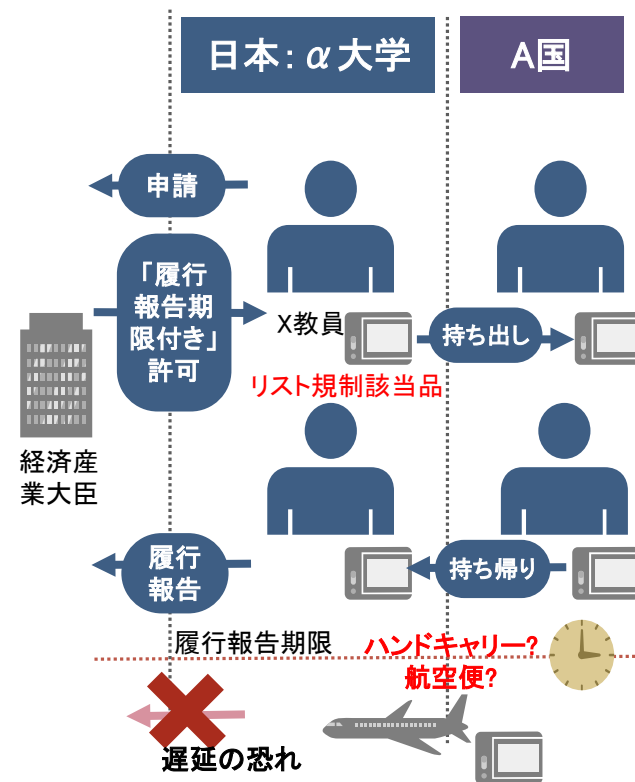 日本：α大学
A国
申請
「履行
報告期
限付き」
許可
X教員
持ち出し
リスト規制該当品
経済産
業大臣
履行
報告
持ち帰り
履行報告期限
ハンドキャリー?
航空便?
遅延の恐れ